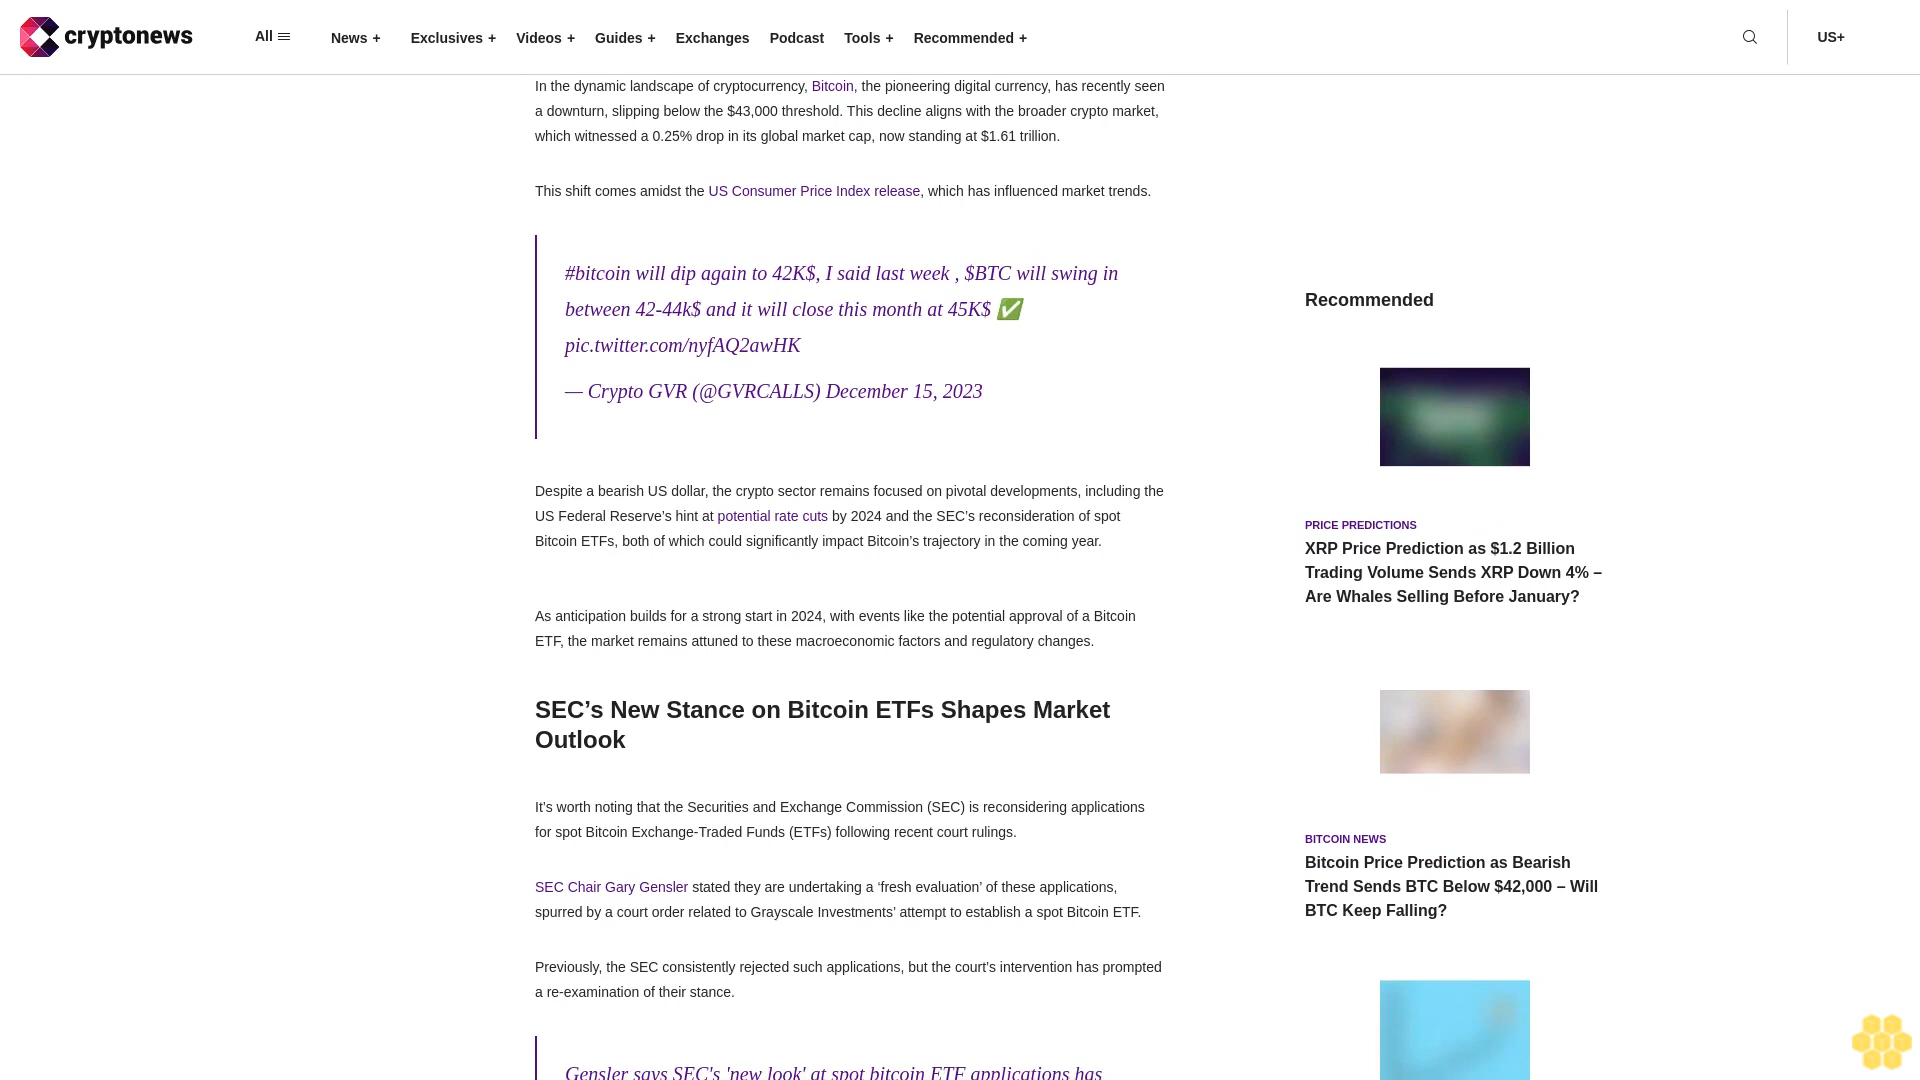 cryptonews
All
News +
Exclusives +
Videos +
Guides +
Exchanges
Podcast
Tools +
Recommended +
US+
In the dynamic landscape of cryptocurrency, Bitcoin, the pioneering digital currency, has recently seen
a downturn, slipping below the $43,000 threshold. This decline aligns with the broader crypto market,
which witnessed a 0.25% drop in its global market cap, now standing at $1.61 trillion.
This shift comes amidst the US Consumer Price Index release, which has influenced market trends.
#bitcoin will dip again to 42K$, I said last week , $BTC will swing in
between 42-44k$ and it will close this month at 45K$ ✅
pic.twitter.com/nyfAQ2awHK
— Crypto GVR (@GVRCALLS) December 15, 2023
Despite a bearish US dollar, the crypto sector remains focused on pivotal developments, including the
US Federal Reserve’s hint at potential rate cuts by 2024 and the SEC’s reconsideration of spot
Bitcoin ETFs, both of which could significantly impact Bitcoin’s trajectory in the coming year.
As anticipation builds for a strong start in 2024, with events like the potential approval of a Bitcoin
ETF, the market remains attuned to these macroeconomic factors and regulatory changes.
SEC’s New Stance on Bitcoin ETFs Shapes Market
Outlook
It’s worth noting that the Securities and Exchange Commission (SEC) is reconsidering applications
for spot Bitcoin Exchange-Traded Funds (ETFs) following recent court rulings.
SEC Chair Gary Gensler stated they are undertaking a ‘fresh evaluation’ of these applications,
spurred by a court order related to Grayscale Investments’ attempt to establish a spot Bitcoin ETF.
Previously, the SEC consistently rejected such applications, but the court’s intervention has prompted
a re-examination of their stance.
Gensler says SEC's 'new look' at spot bitcoin ETF applications has
Recommended
PRICE PREDICTIONS
XRP Price Prediction as $1.2 Billion
Trading Volume Sends XRP Down 4% –
Are Whales Selling Before January?
BITCOIN NEWS
Bitcoin Price Prediction as Bearish
Trend Sends BTC Below $42,000 – Will
BTC Keep Falling?